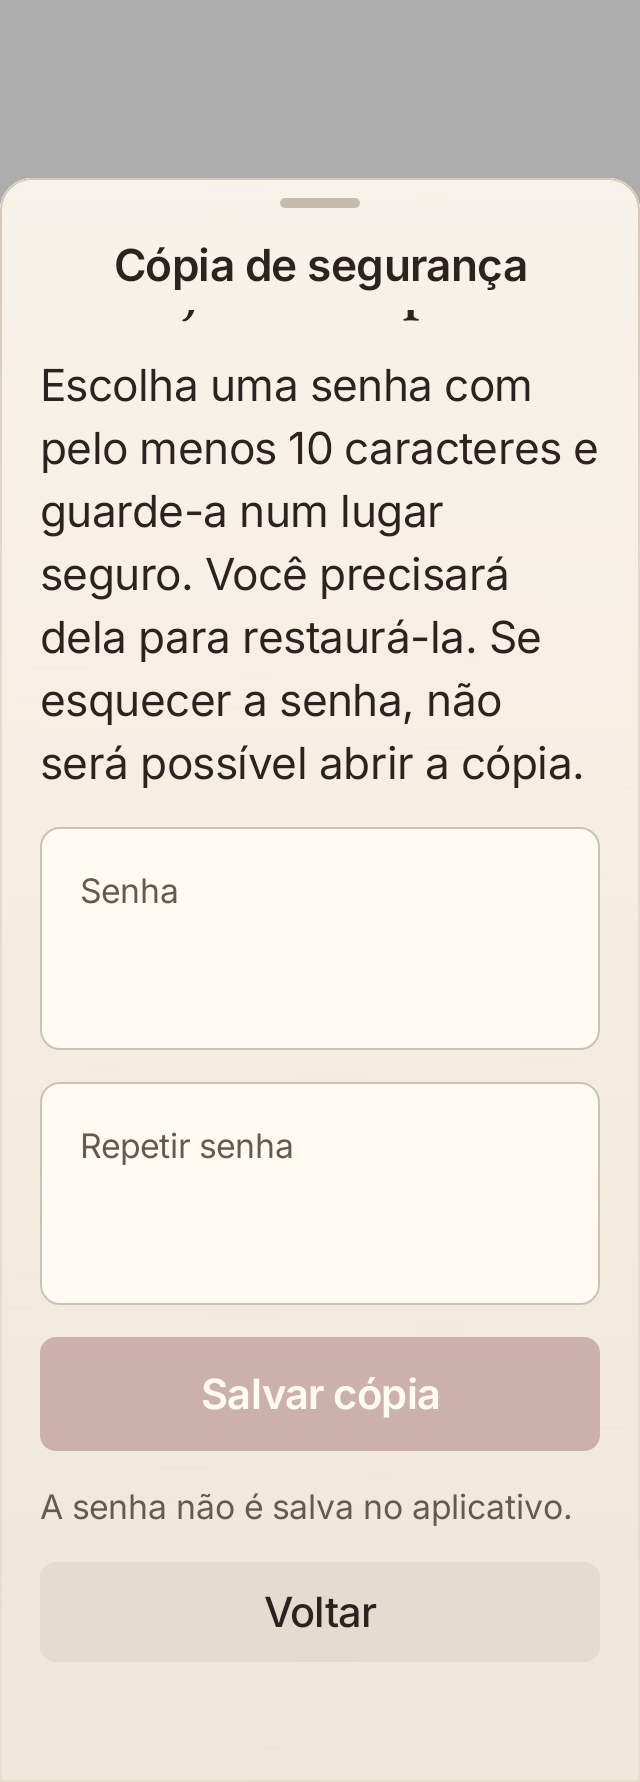 Cópia de segurança
Escolha uma senha com
pelo menos 10 caracteres e
guarde-a num lugar
seguro. Você precisará
dela para restaurá-la. Se
esquecer a senha, não
será possível abrir a cópia.
Senha
Repetir senha
Salvar cópia
A senha não é salva no aplicativo.
Voltar